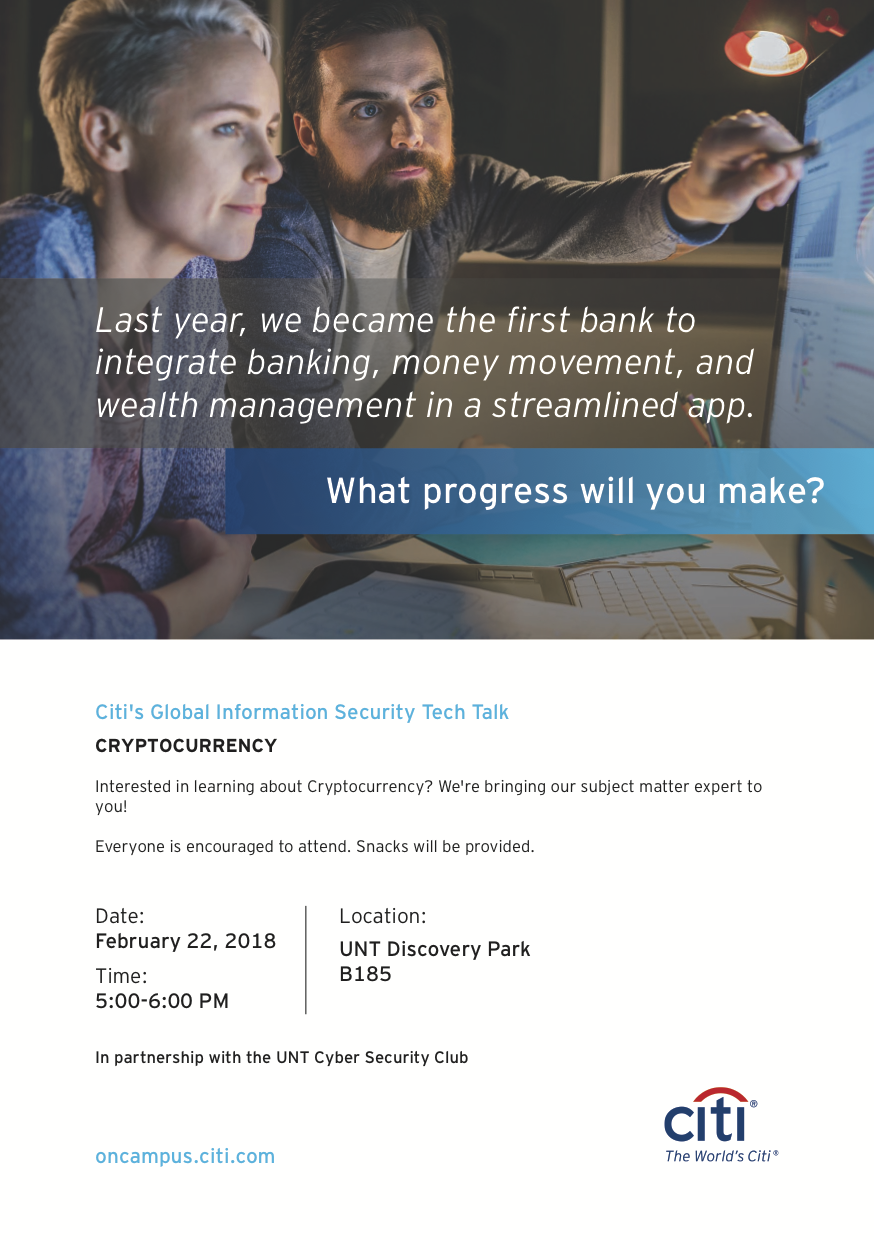 Last year, we became the first bank to
integrate banking, money movement, and
wealth management in a streamlined app.
What progress will you make?
Citi's Global Information Security Tech Talk
CRYPTOCURRENCY
Interested in learning about Cryptocurrency? We're bringing our subject matter expert to
you!
Everyone is encouraged to attend. Snacks will be provided.
Date:
February 22, 2018
Time:
5:00-6:00 PM
Location:
UNT Discovery Park
B185
In partnership with the UNT Cyber Security Club
oncampus.citi.com
citi®
The World's Citi®